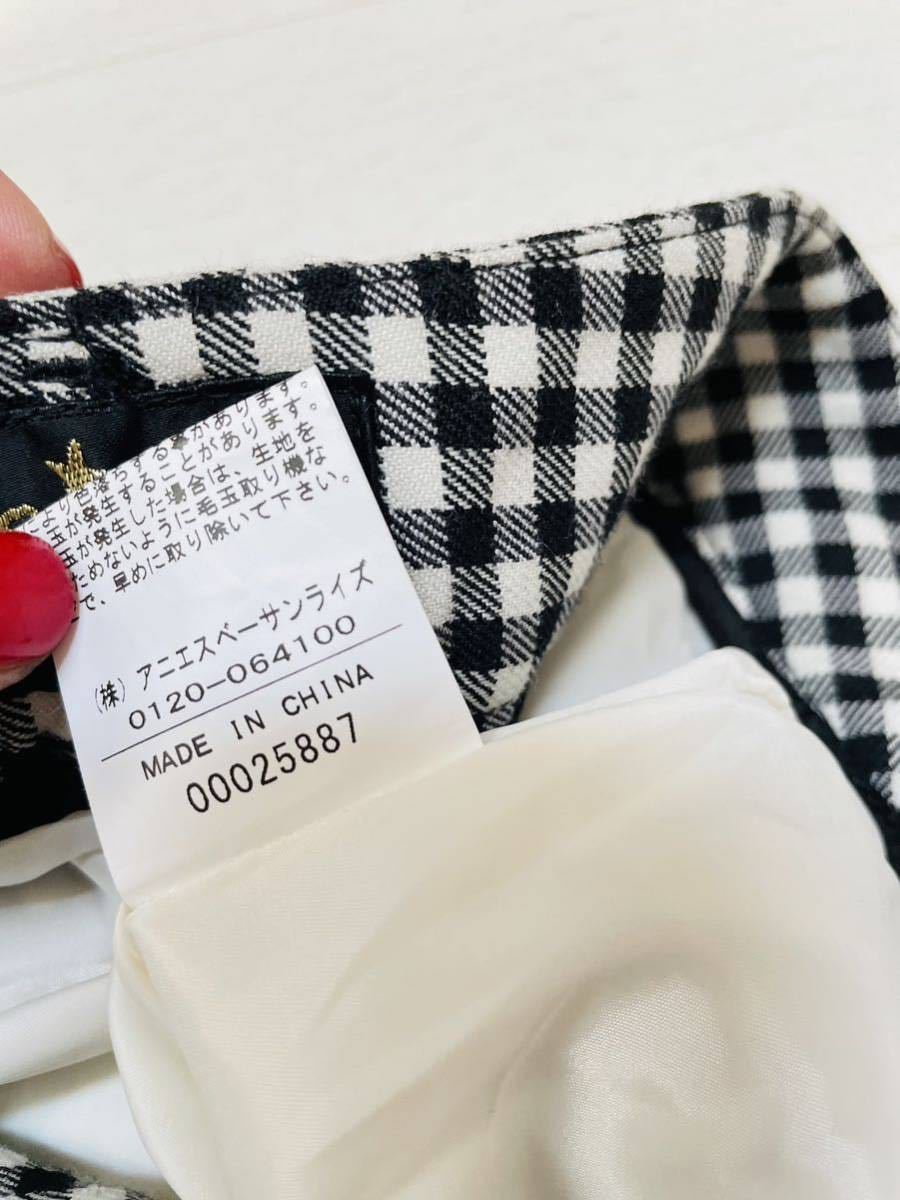 より色落ちする事があります。
玉が発生することがあります。
玉が発生した場合は、生地を
ためないように毛玉取り機な
で、早めに取り除いて下さい。
(株) アニエスベーサンライズ
0120-064100
MADE IN CHINA
00025887